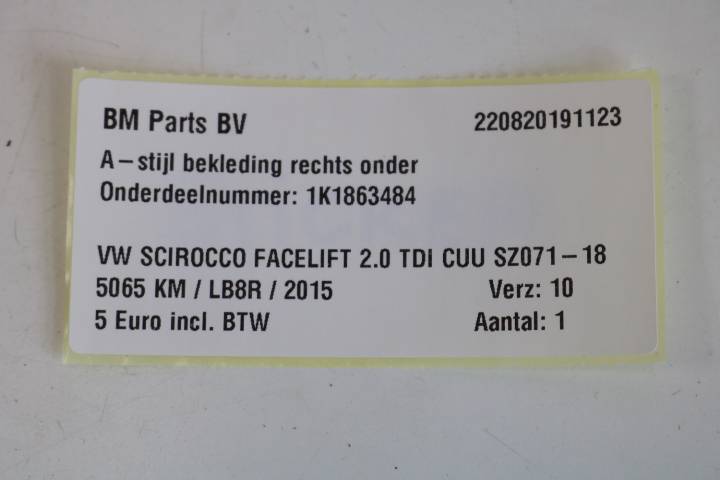 BM Parts BV 220820191123
A-stijl bekleding rechts onder
Onderdeelnummer: 1K1863484
VW SCIROCCO FACELIFT 2.0 TDI CUU SZ071-18
5065 KM / LB8R / 2015 Verz: 10
5 Euro incl. BTW Aantal: 1